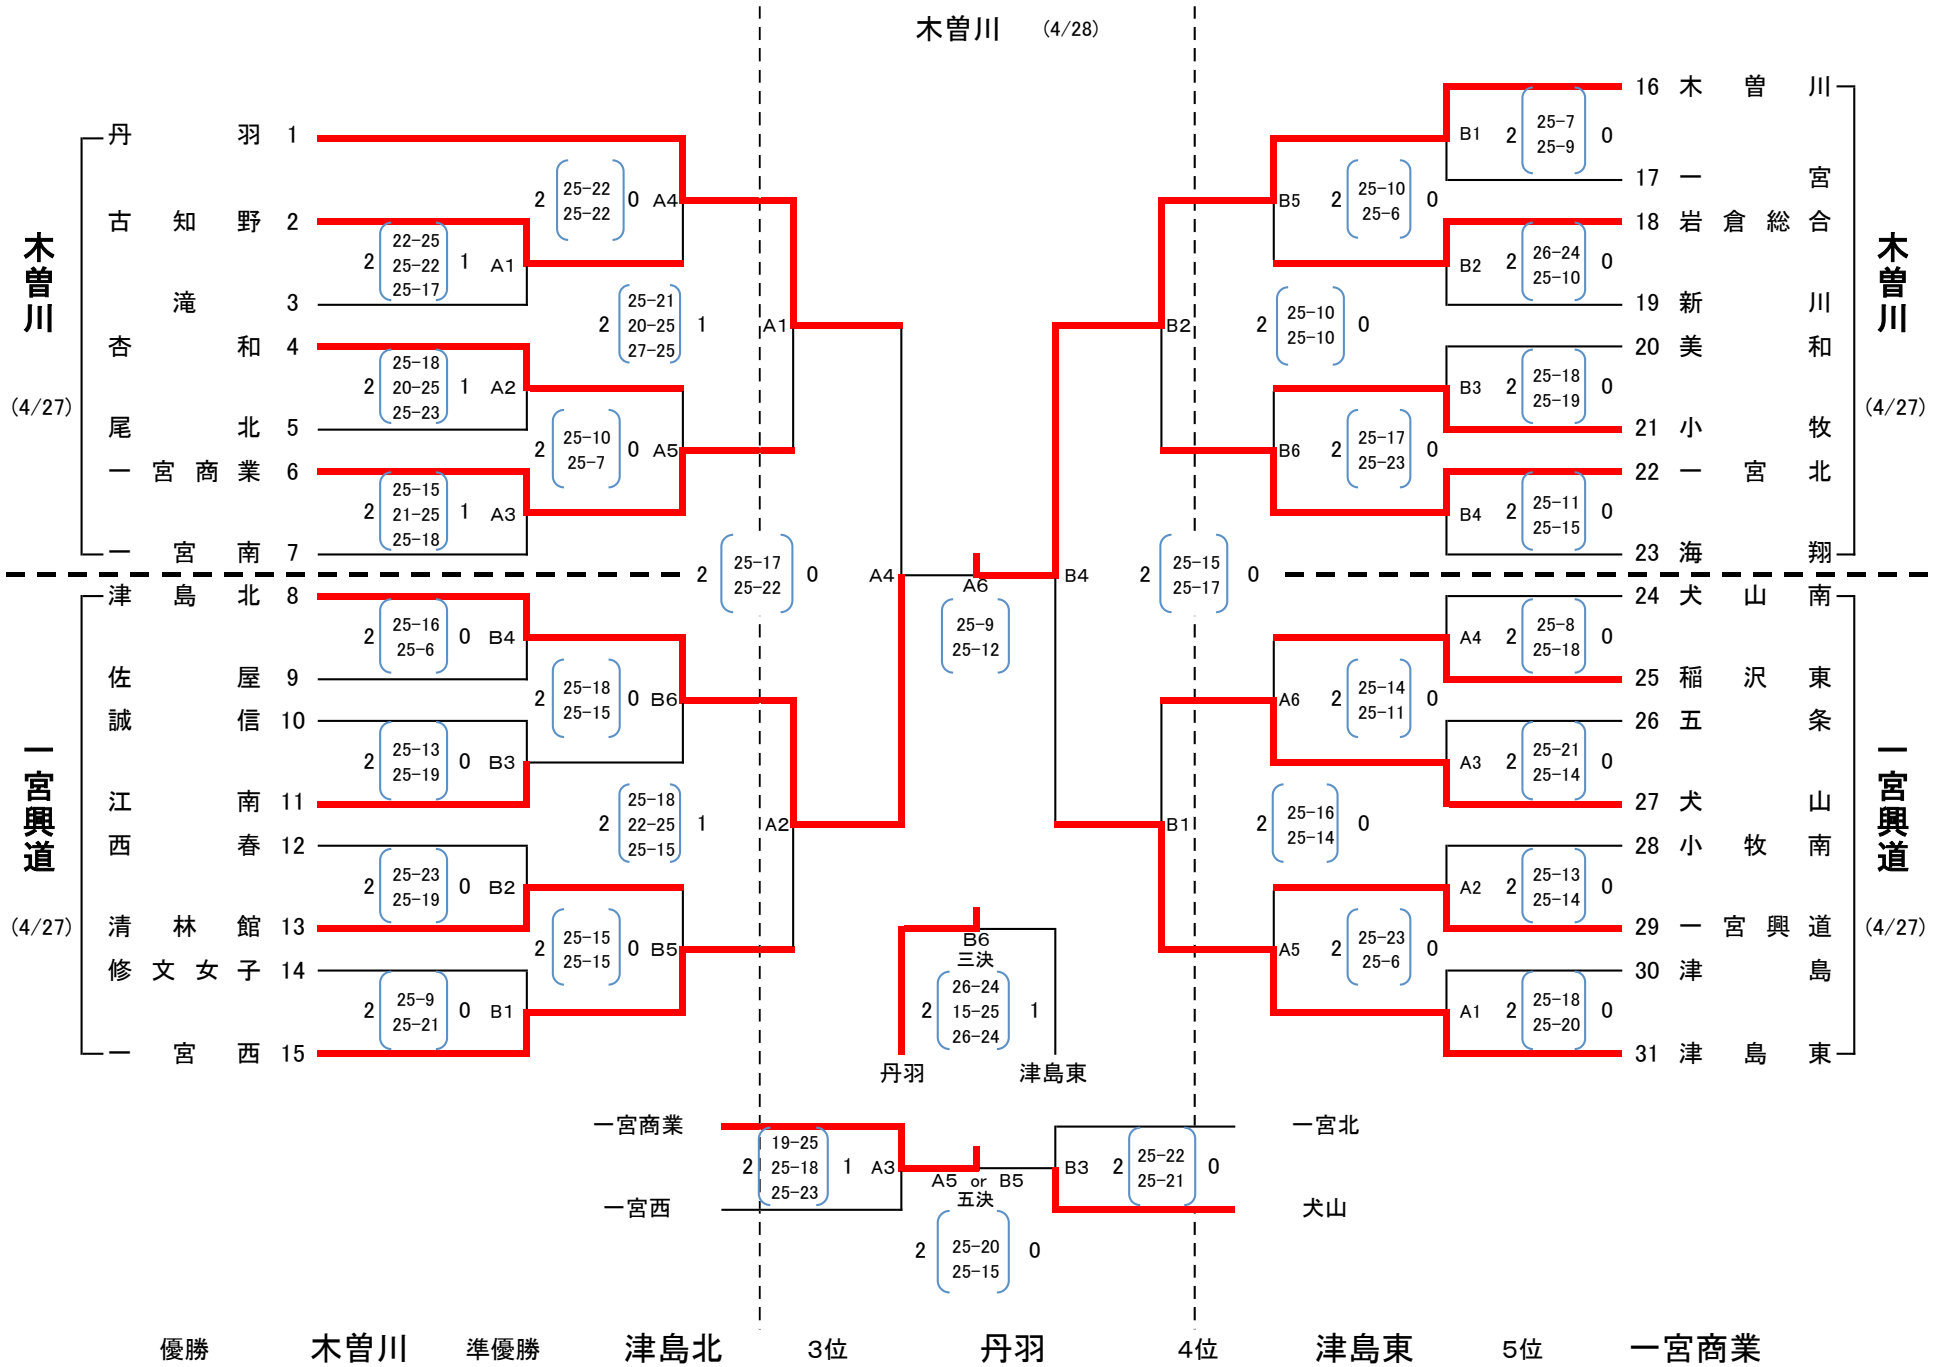 木曽川 (4/28)
木曽川
(4/27)
丹羽 1
古知野 2
滝 3
杏和 4
尾北 5
一宮商業 6
一宮南 7
2 22-25 1 A1
25-22
25-17
2 25-18 1 A2
20-25
25-23
2 25-15 1 A3
21-25
25-18
2 25-22 0 A4
25-22
2 25-10 0 A5
25-7
2 25-21 1 A1
20-25
27-25
一宮興道
(4/27)
津島北 8
佐屋 9
誠信 10
江南 11
西春 12
清林館 13
修文女子 14
一宮西 15
2 25-16 0 B4
25-6
2 25-13 0 B3
25-19
2 25-23 0 B2
25-19
2 25-9 0 B1
25-21
2 25-18 0 B6
25-15
2 25-15 0 B5
25-15
2 25-18 1 A2
22-25
25-15
2 25-17 0 A4
25-22
A6
25-9
25-12
B4 2 25-15 0
25-17
16 木曽川
17 一宮
18 岩倉総合
19 新川
20 美和
21 小牧
22 一宮北
23 海翔
木曽川
(4/27)
B1 2 25-7 0
25-9
B2 2 26-24 0
25-10
B3 2 25-18 0
25-19
B4 2 25-11 0
25-15
B5 2 25-10 0
25-6
B6 2 25-17 0
25-23
B2 2 25-10 0
25-10
24 犬山南
25 稲沢東
26 五条
27 犬山
28 小牧南
29 一宮興道
30 津島
31 津島東
一宮興道
(4/27)
A4 2 25-8 0
25-18
A3 2 25-21 0
25-14
A2 2 25-13 0
25-14
A1 2 25-18 0
25-20
A6 2 25-14 0
25-11
A5 2 25-23 0
25-6
B1 2 25-16 0
25-14
B6
三決
2 26-24 1
15-25
26-24
丹羽 津島東
一宮商業
一宮西
2 19-25 1 A3
25-18
25-23
A5 or B5
五決
2 25-20 0
25-15
B3 2 25-22 0
25-21
一宮北
犬山
優勝 木曽川 準優勝 津島北 3位 丹羽 4位 津島東 5位 一宮商業